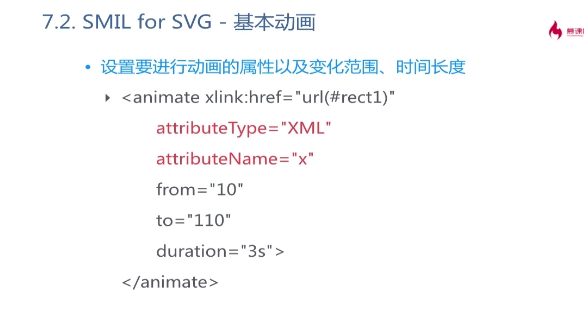 7.2. SMIL for SVG - 基本动画
慕课
• 设置要进行动画的属性以及变化范围、时间长度
<animate xlink:href="url(#rect1)"
attributeType="XML"
attributeName="x"
from="10"
to="110"
duration="3s">
</animate>